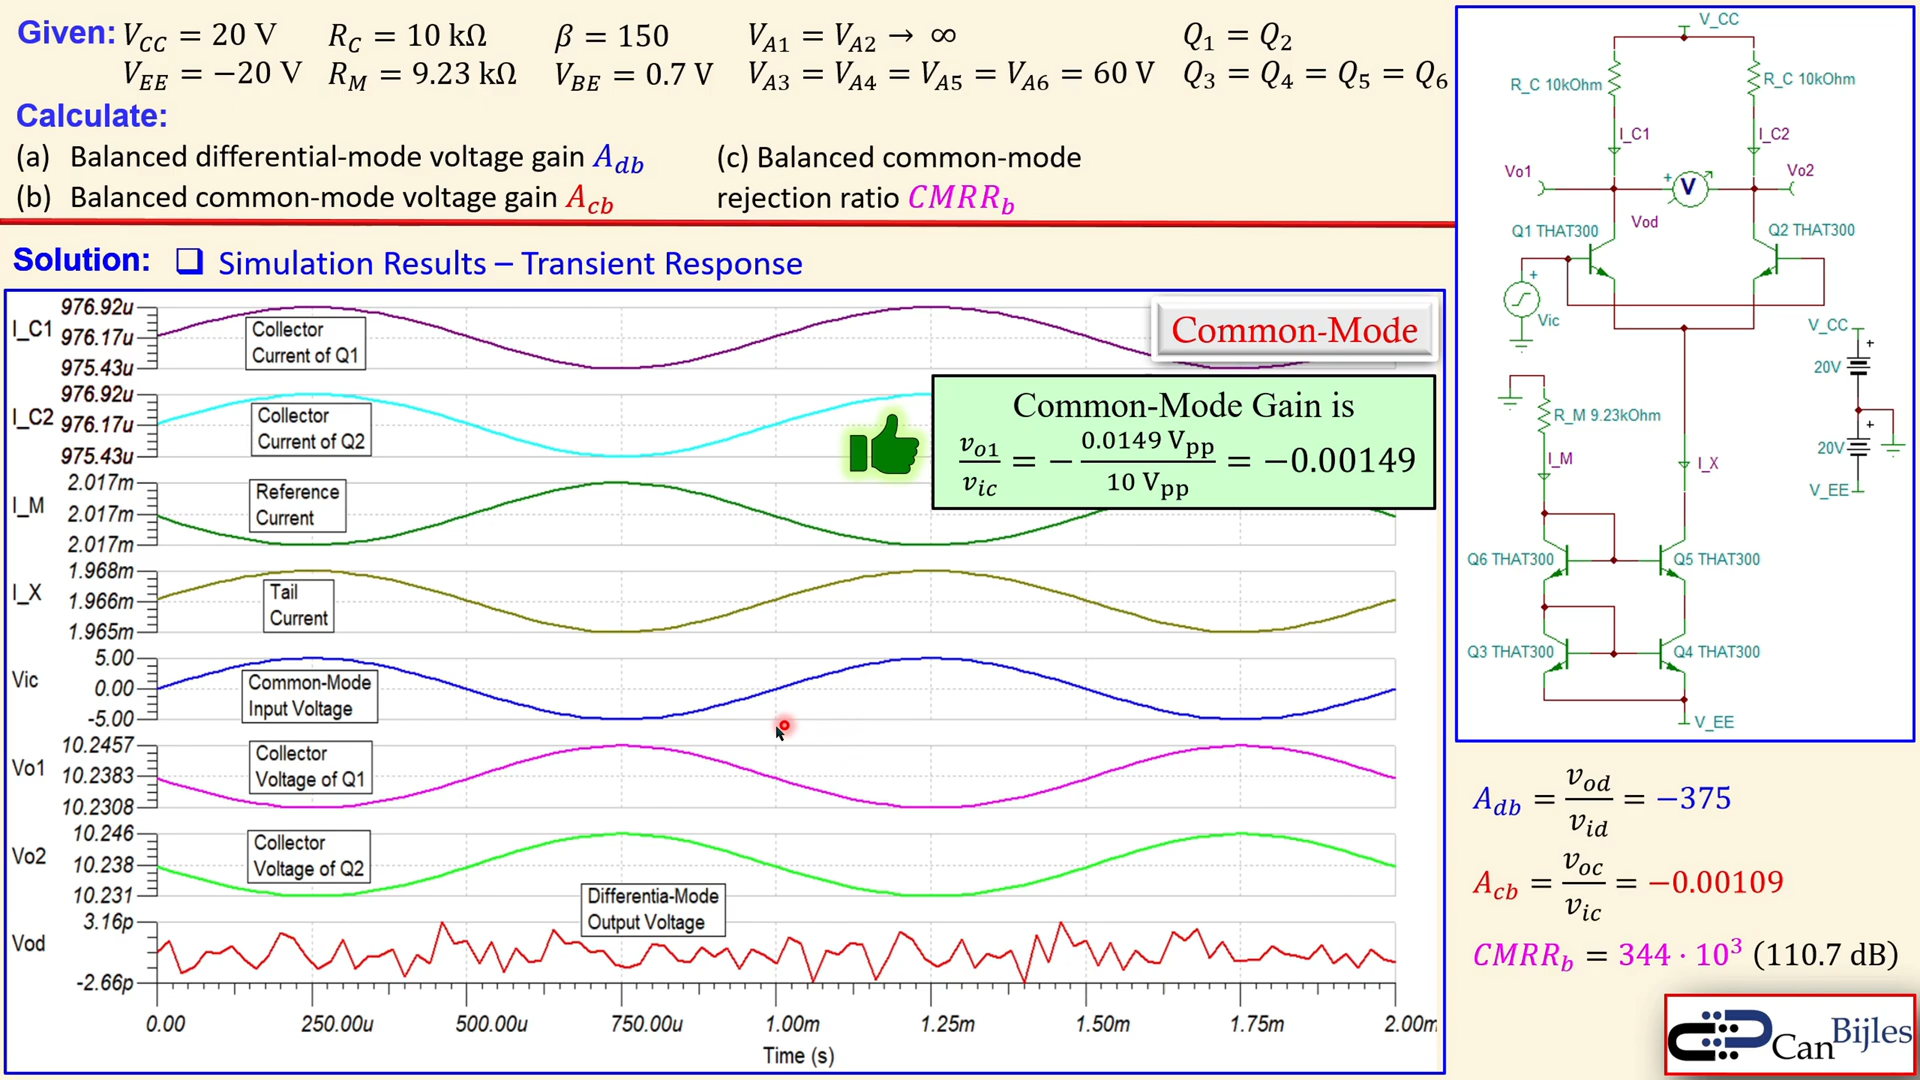 Given: V_CC = 20 V R_C = 10 kΩ β = 150 V_A1 = V_A2 → ∞ Q_1 = Q_2
V_EE = −20 V R_M = 9.23 kΩ V_BE = 0.7 V V_A3 = V_A4 = V_A5 = V_A6 = 60 V Q_3 = Q_4 = Q_5 = Q_6
Calculate:
(a) Balanced differential-mode voltage gain A_db
(b) Balanced common-mode voltage gain A_cb
(c) Balanced common-mode
rejection ratio CMRR_b
Solution: ❑ Simulation Results – Transient Response
Common-Mode
Common-Mode Gain is
v_o1/v_ic = − 0.0149 V_pp / 10 V_pp = −0.00149
I_C1
976.92u
976.17u
975.43u
Collector
Current of Q1
I_C2
976.92u
976.17u
975.43u
Collector
Current of Q2
I_M
2.017m
2.017m
2.017m
Reference
Current
I_X
1.968m
1.966m
1.965m
Tail
Current
Vic
5.00
0.00
-5.00
Common-Mode
Input Voltage
Vo1
10.2457
10.2383
10.2308
Collector
Voltage of Q1
Vo2
10.246
10.238
10.231
Collector
Voltage of Q2
Differentia-Mode
Output Voltage
Vod
3.16p
-2.66p
0.00 250.00u 500.00u 750.00u 1.00m 1.25m 1.50m 1.75m 2.00m
Time (s)
V_CC
R_C 10kOhm
R_C 10kOhm
I_C1
I_C2
Vo1
+
V
Vo2
Vod
Q1 THAT300
Q2 THAT300
+
Vic
V_CC
+
20V
R_M 9.23kOhm
+
20V
I_M
I_X
V_EE
Q6 THAT300
Q5 THAT300
Q3 THAT300
Q4 THAT300
V_EE
A_db = v_od/v_id = −375
A_cb = v_oc/v_ic = −0.00109
CMRR_b = 344 · 10³ (110.7 dB)
CanBijles